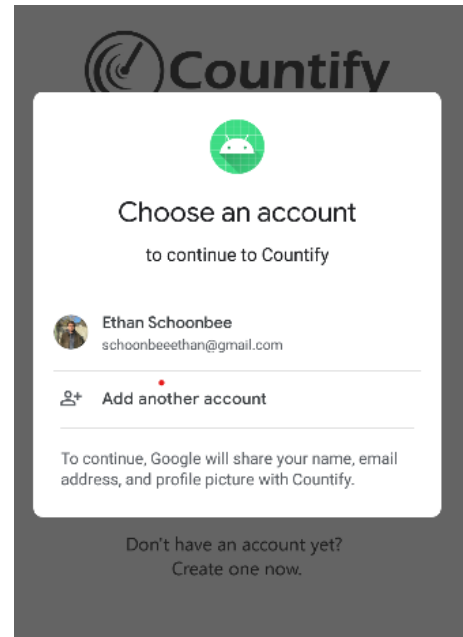 Countify
Choose an account
to continue to Countify
Ethan Schoonbee
schoonbeeethan@gmail.com
Add another account
To continue, Google will share your name, email
address, and profile picture with Countify.
Don't have an account yet?
Create one now.